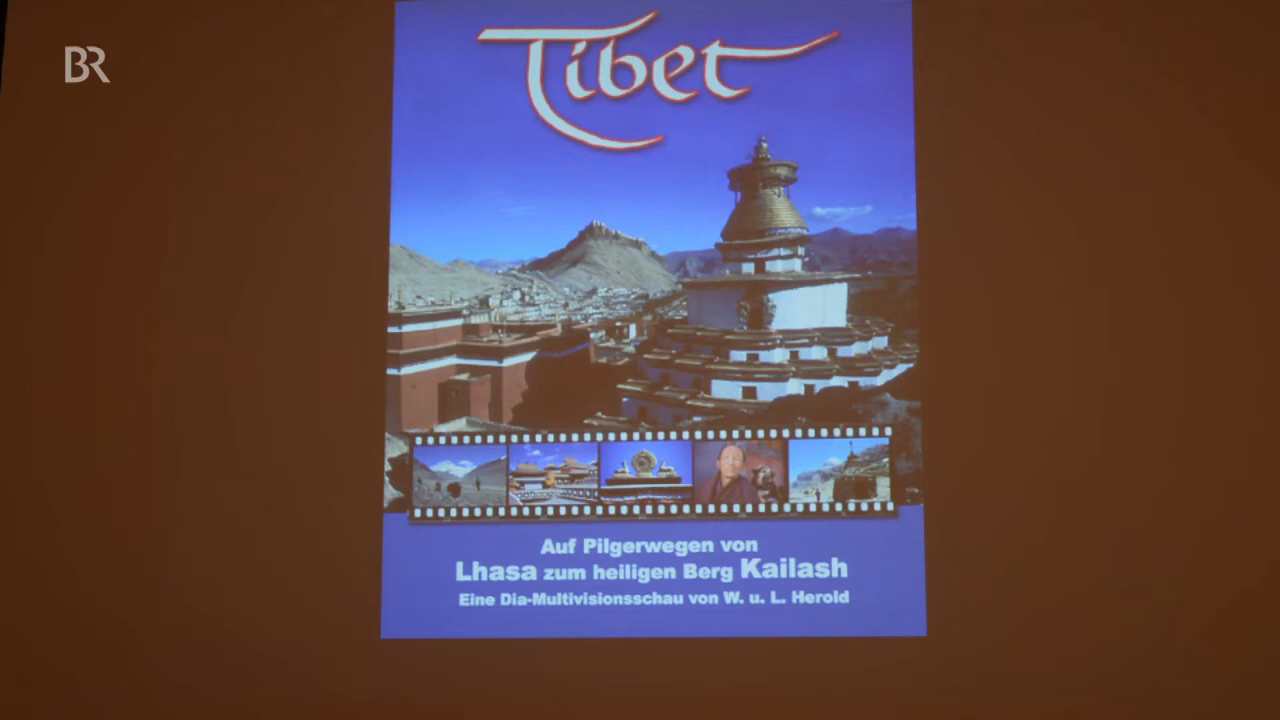 BR
Tibet
Auf Pilgerwegen von
Lhasa zum heiligen Berg Kailash
Eine Dia-Multivisionsschau von W. u. L. Herold